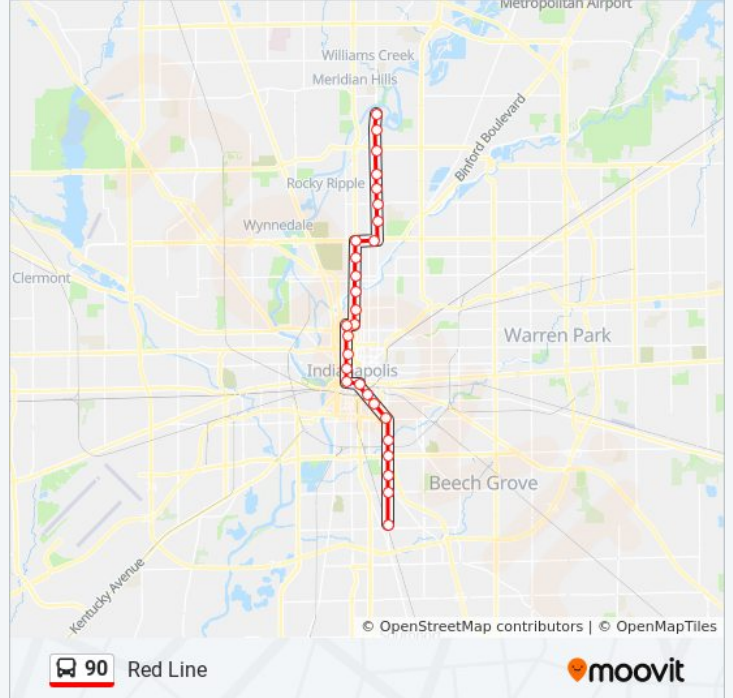 Metropolitan Airport
Williams Creek
Meridian Hills
Binford Boulevard
Rocky Ripple
Wynnedale
Clermont
Warren Park
Indianapolis
Beech Grove
Kentucky Avenue
© OpenStreetMap contributors | © OpenMapTiles
90 Red Line
moovit